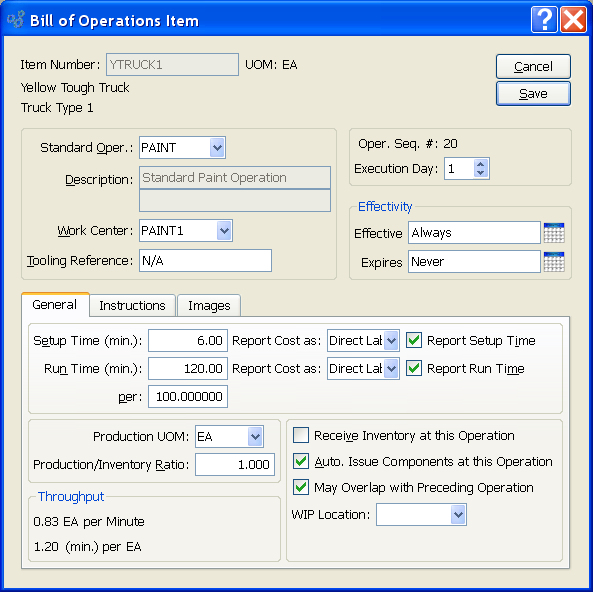 Bill of Operations Item
Item Number: YTRUCK1 UOM: EA
Yellow Tough Truck
Truck Type 1
Cancel
Save
Standard Oper.: PAINT
Description: Standard Paint Operation
Work Center: PAINT1
Tooling Reference: N/A
Oper. Seq. #: 20
Execution Day: 1
Effectivity
Effective Always
Expires Never
General Instructions Images
Setup Time (min.): 6.00 Report Cost as: Direct Lal Report Setup Time
Run Time (min.): 120.00 Report Cost as: Direct Lal Report Run Time
per: 100.000000
Production UOM: EA
Production/Inventory Ratio: 1.000
Throughput
0.83 EA per Minute
1.20 (min.) per EA
Receive Inventory at this Operation
Auto. Issue Components at this Operation
May Overlap with Preceding Operation
WIP Location: